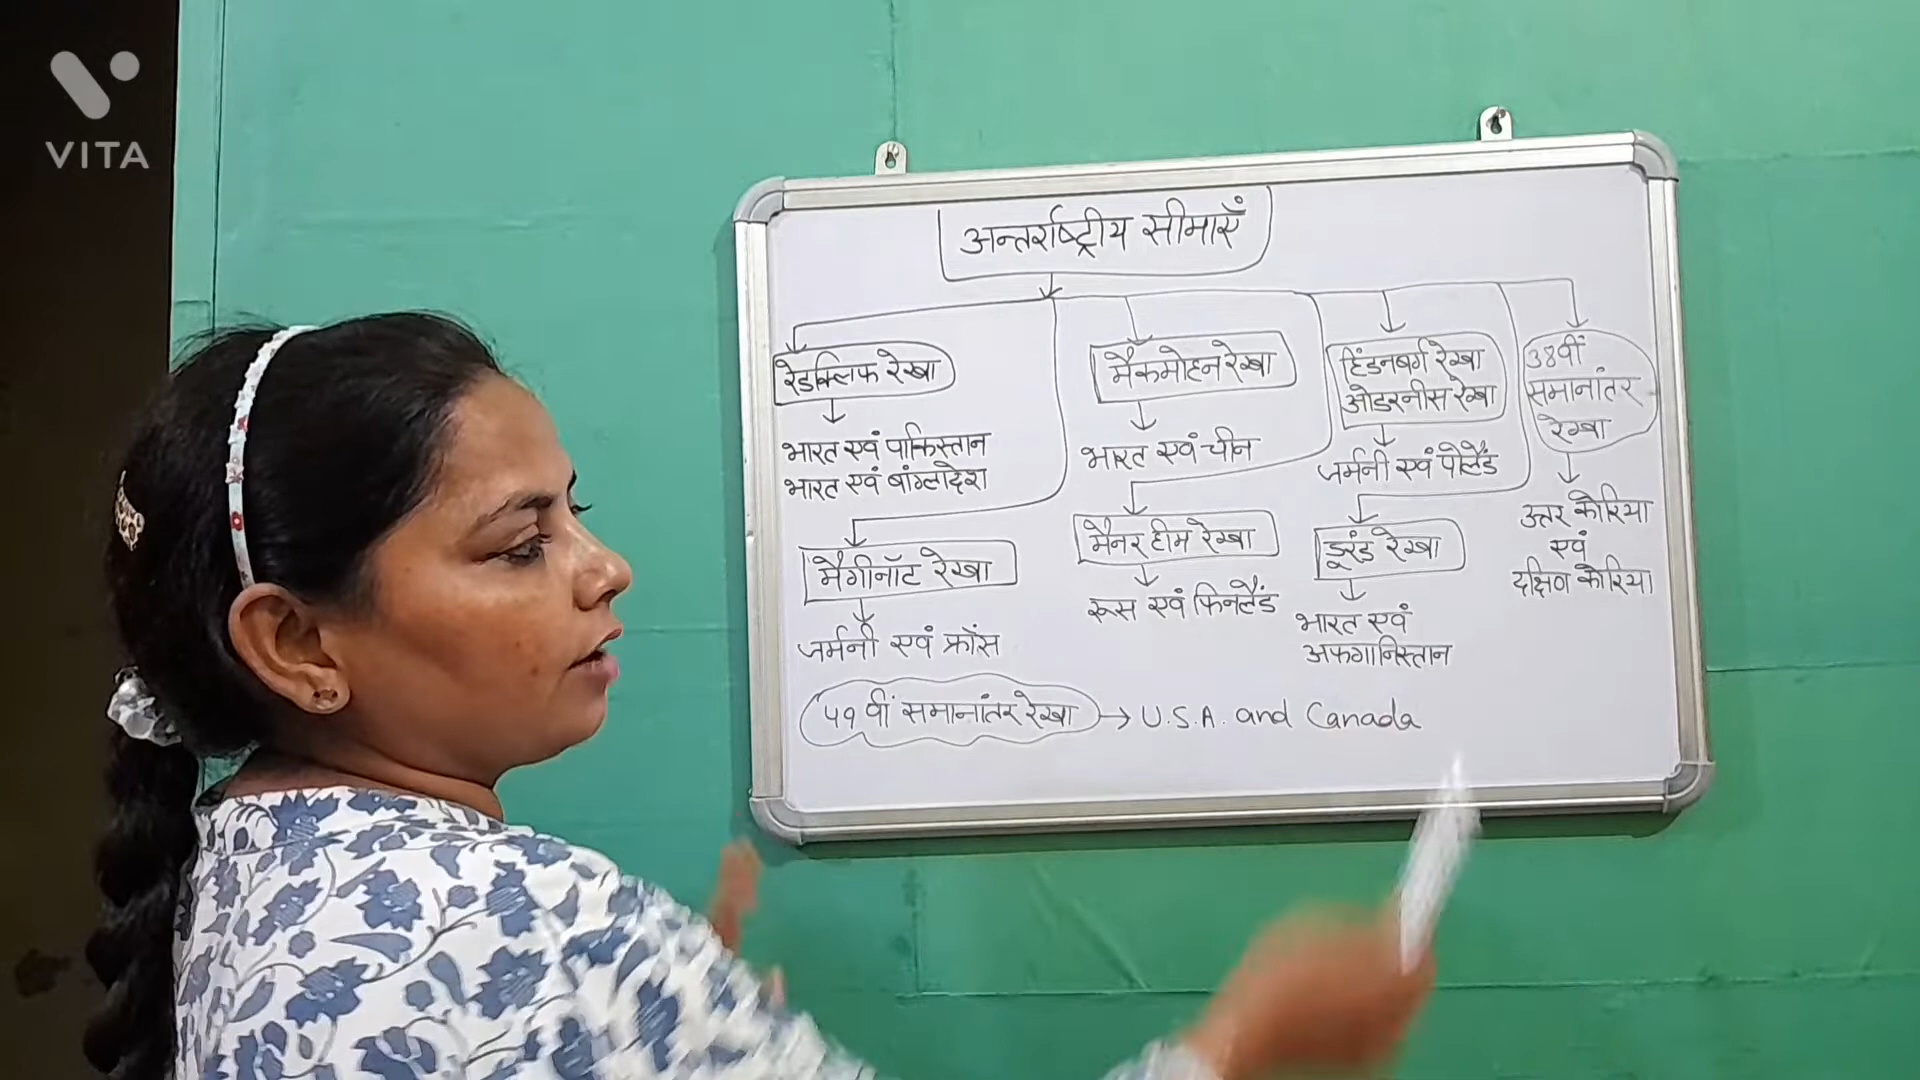 VITA
अन्तर्राष्ट्रीय सीमाएँ
रेडक्लिफ रेखा
भारत एवं पाकिस्तान
भारत एवं बांग्लादेश
मैकमोहन रेखा
भारत एवं चीन
हिंडनबर्ग रेखा
ओडरनीस रेखा
जर्मनी एवं पोलैंड
38वीं
समानांतर
रेखा
उत्तर कोरिया
एवं
दक्षिण कोरिया
मैगीनॉट रेखा
जर्मनी एवं फ्रांस
मैनर हीम रेखा
रूस एवं फिनलैंड
डूरंड रेखा
भारत एवं
अफगानिस्तान
49 वीं समानांतर रेखा → U.S.A. and Canada